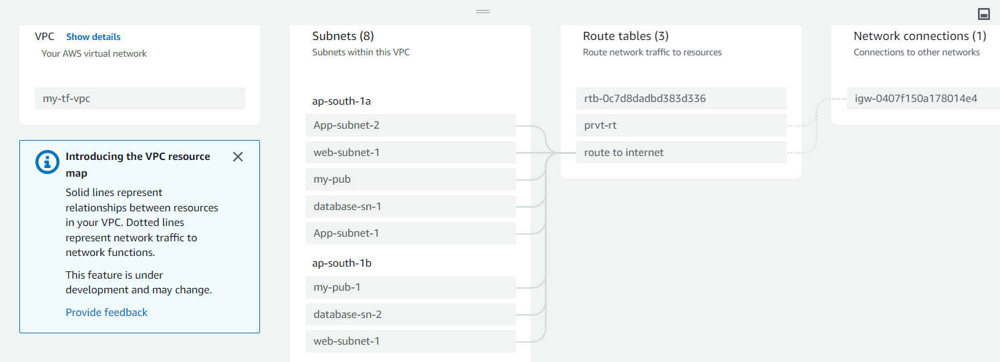 VPC Show details
Your AWS virtual network
my-tf-vpc
Introducing the VPC resource
map
Solid lines represent
relationships between resources
in your VPC. Dotted lines
represent network traffic to
network functions.
This feature is under
development and may change.
Provide feedback
Subnets (8)
Subnets within this VPC
ap-south-1a
App-subnet-2
web-subnet-1
my-pub
database-sn-1
App-subnet-1
ap-south-1b
my-pub-1
database-sn-2
web-subnet-1
Route tables (3)
Route network traffic to resources
rtb-0c7d8dadbd383d336
prvt-rt
route to internet
Network connections (1)
Connections to other networks
igw-0407f150a178014e4